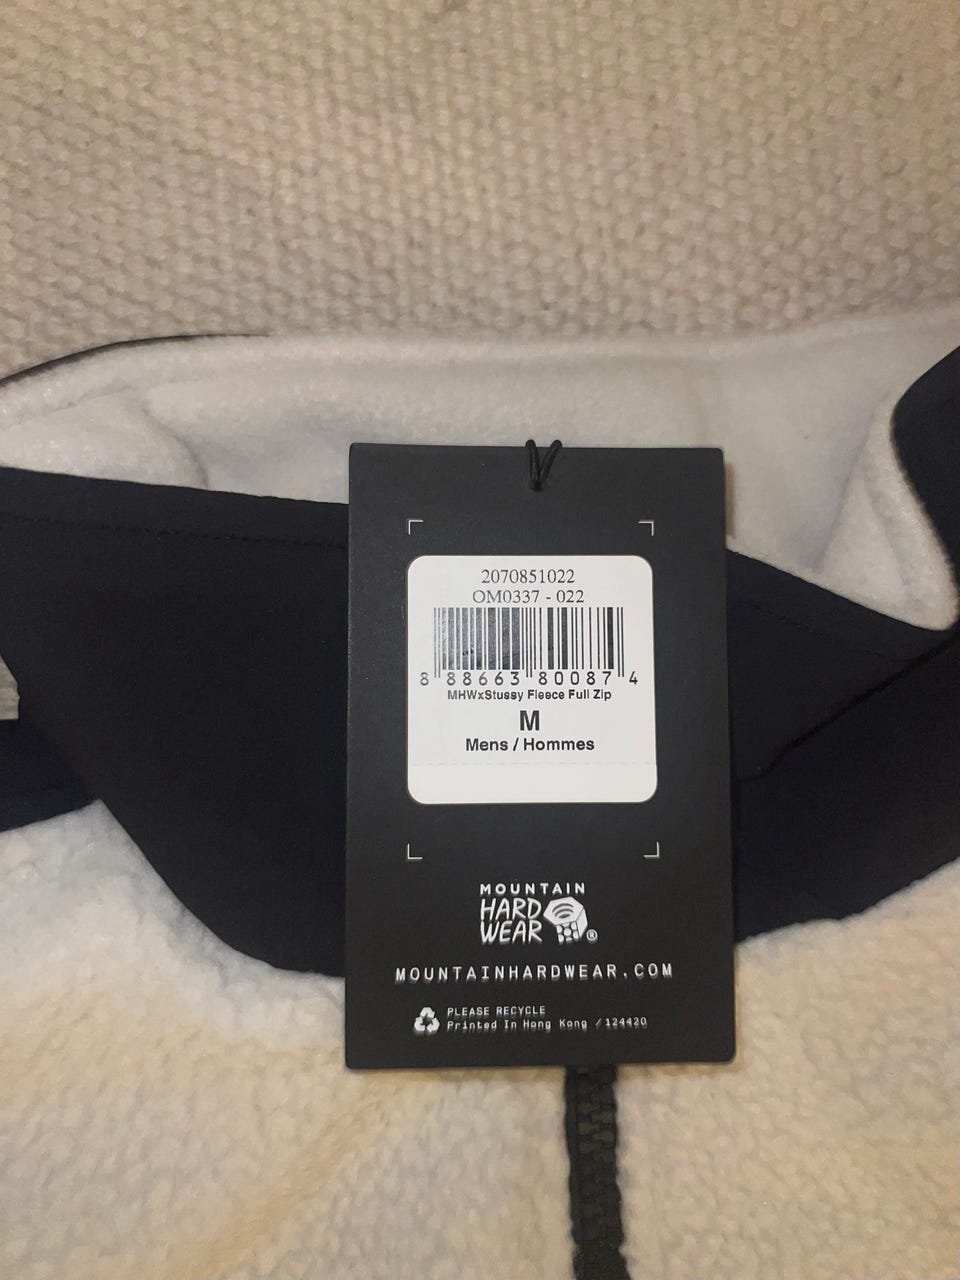 2070851022
OM0337 - 022
8 88663 80087 4
MHWxStussy Fleece Full Zip
M
Mens / Hommes
MOUNTAIN
HARD
WEAR ®
MOUNTAINHARDWEAR.COM
PLEASE RECYCLE
Printed In Hong Kong /124420